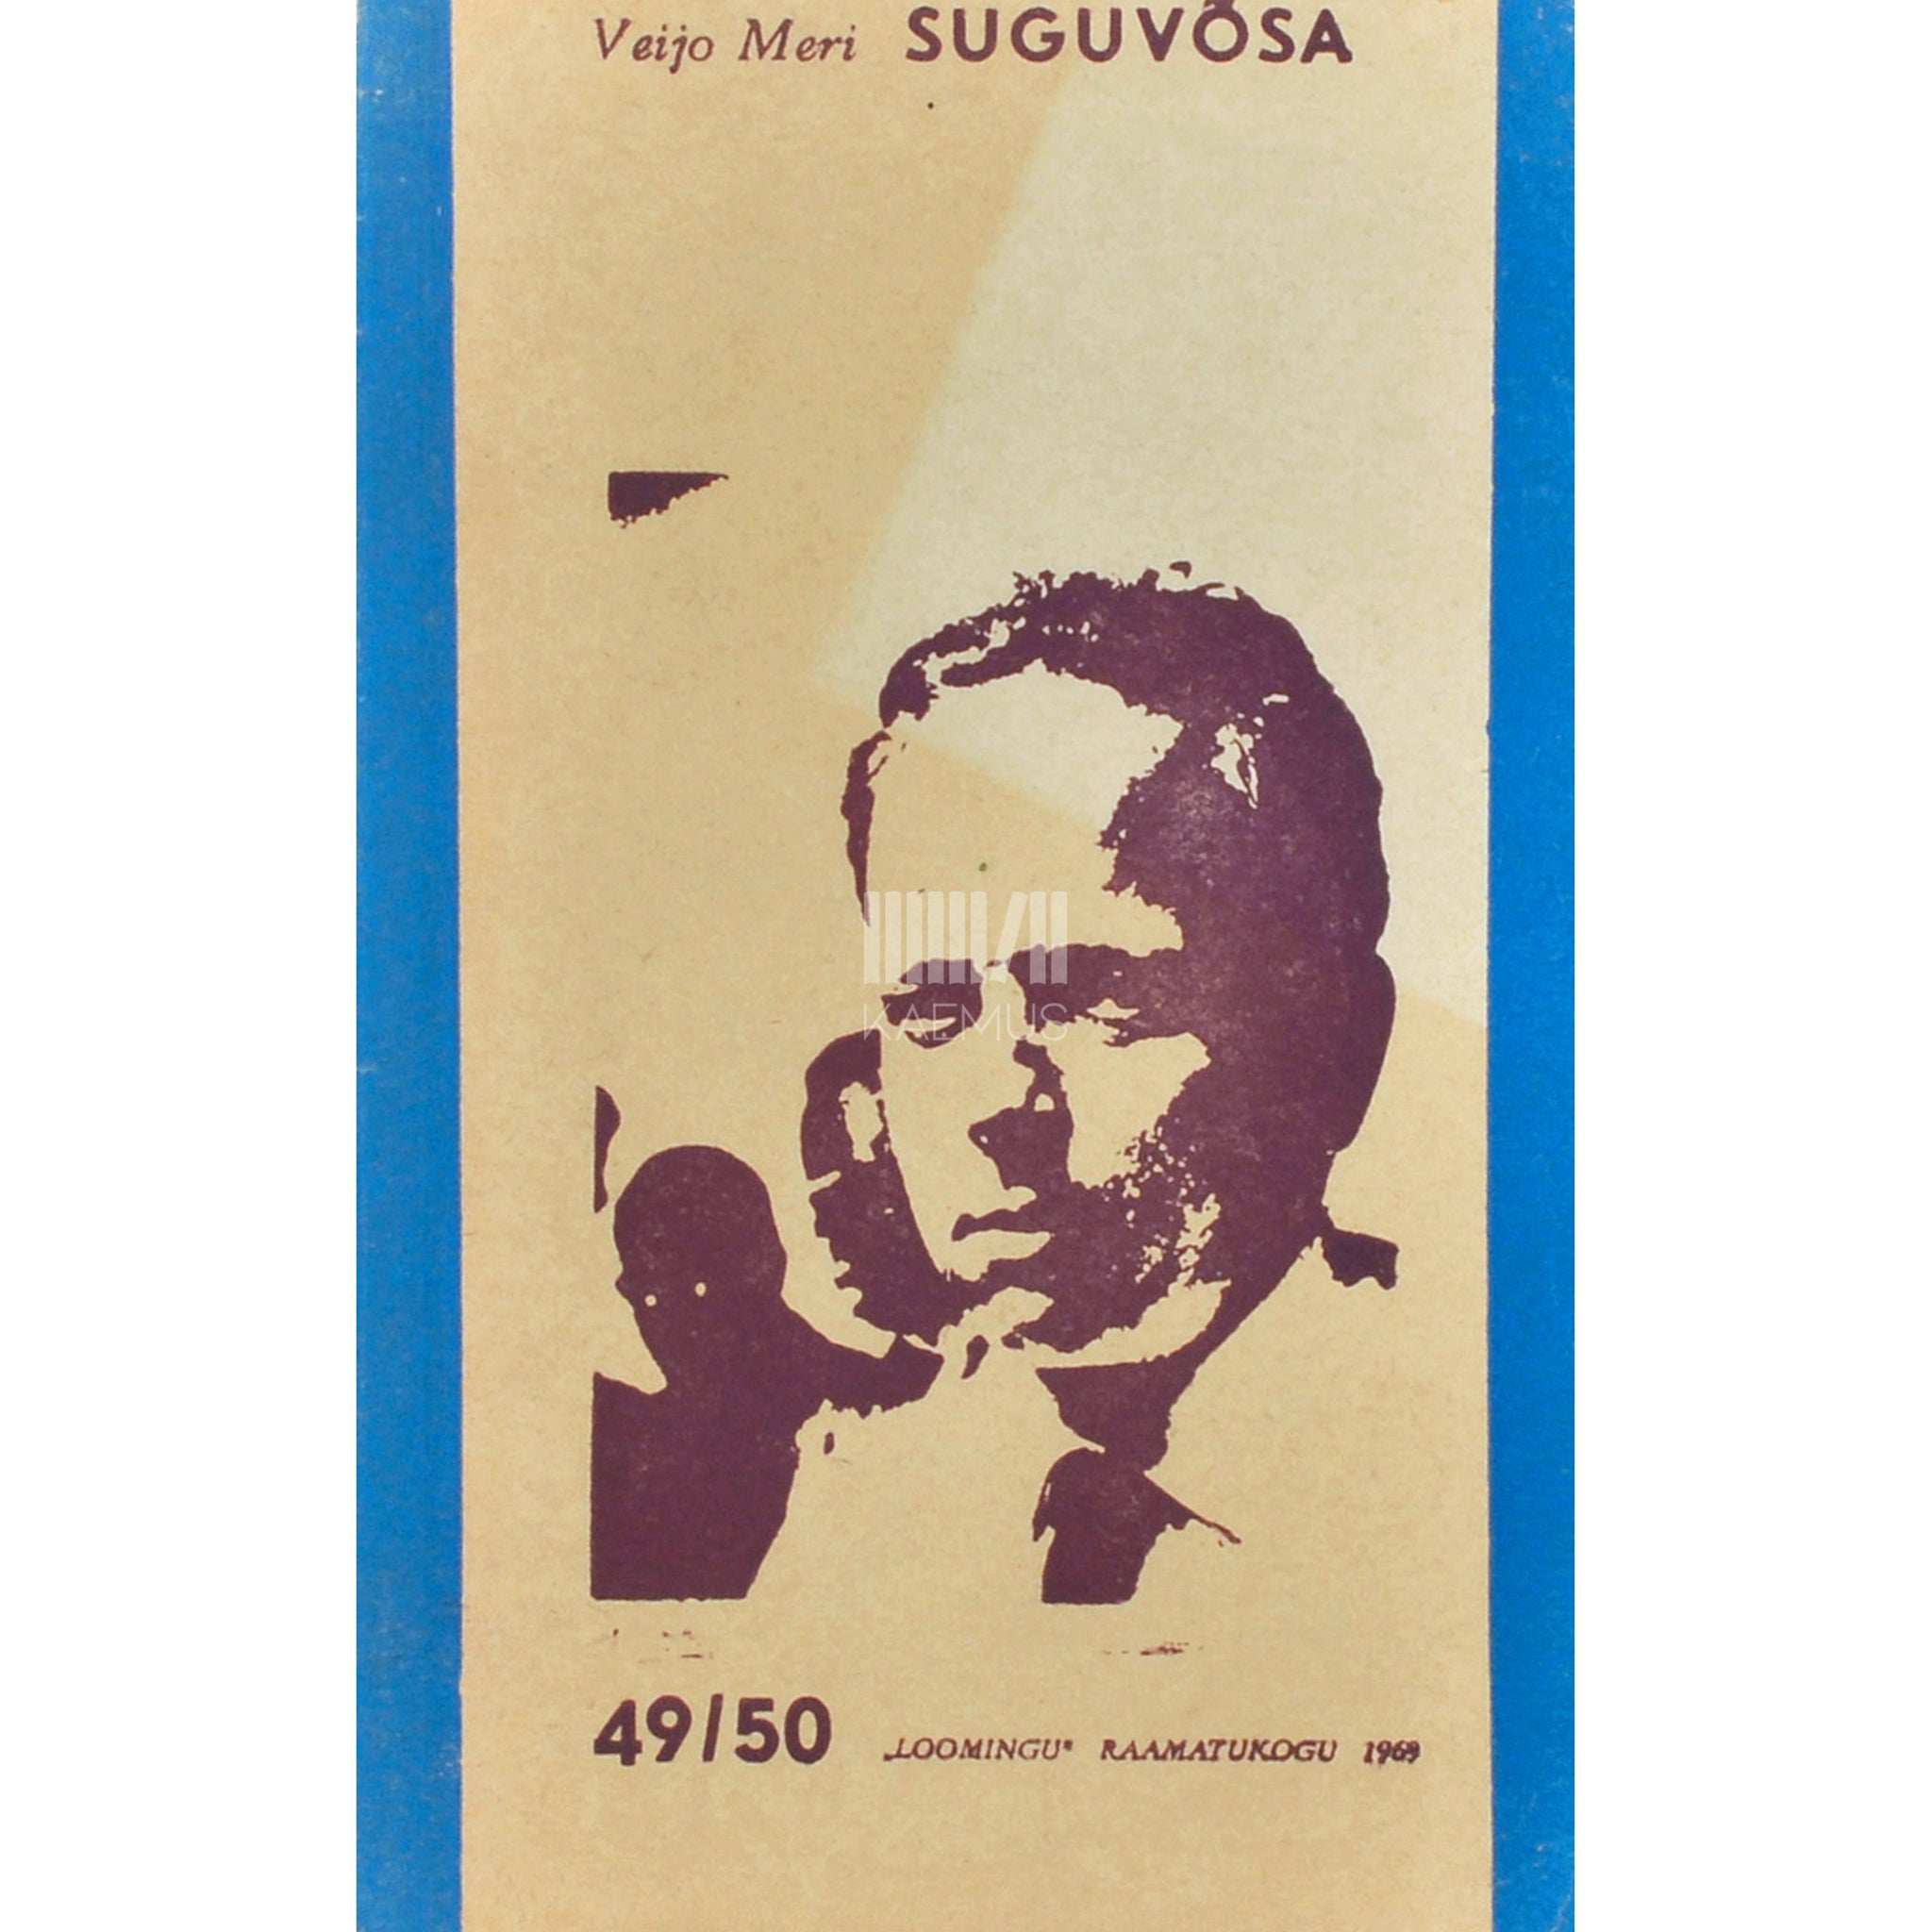 Veijo Meri SUGUVÕSA
KAEMUS
49/50 „LOOMINGU" RAAMATUKOGU 1969